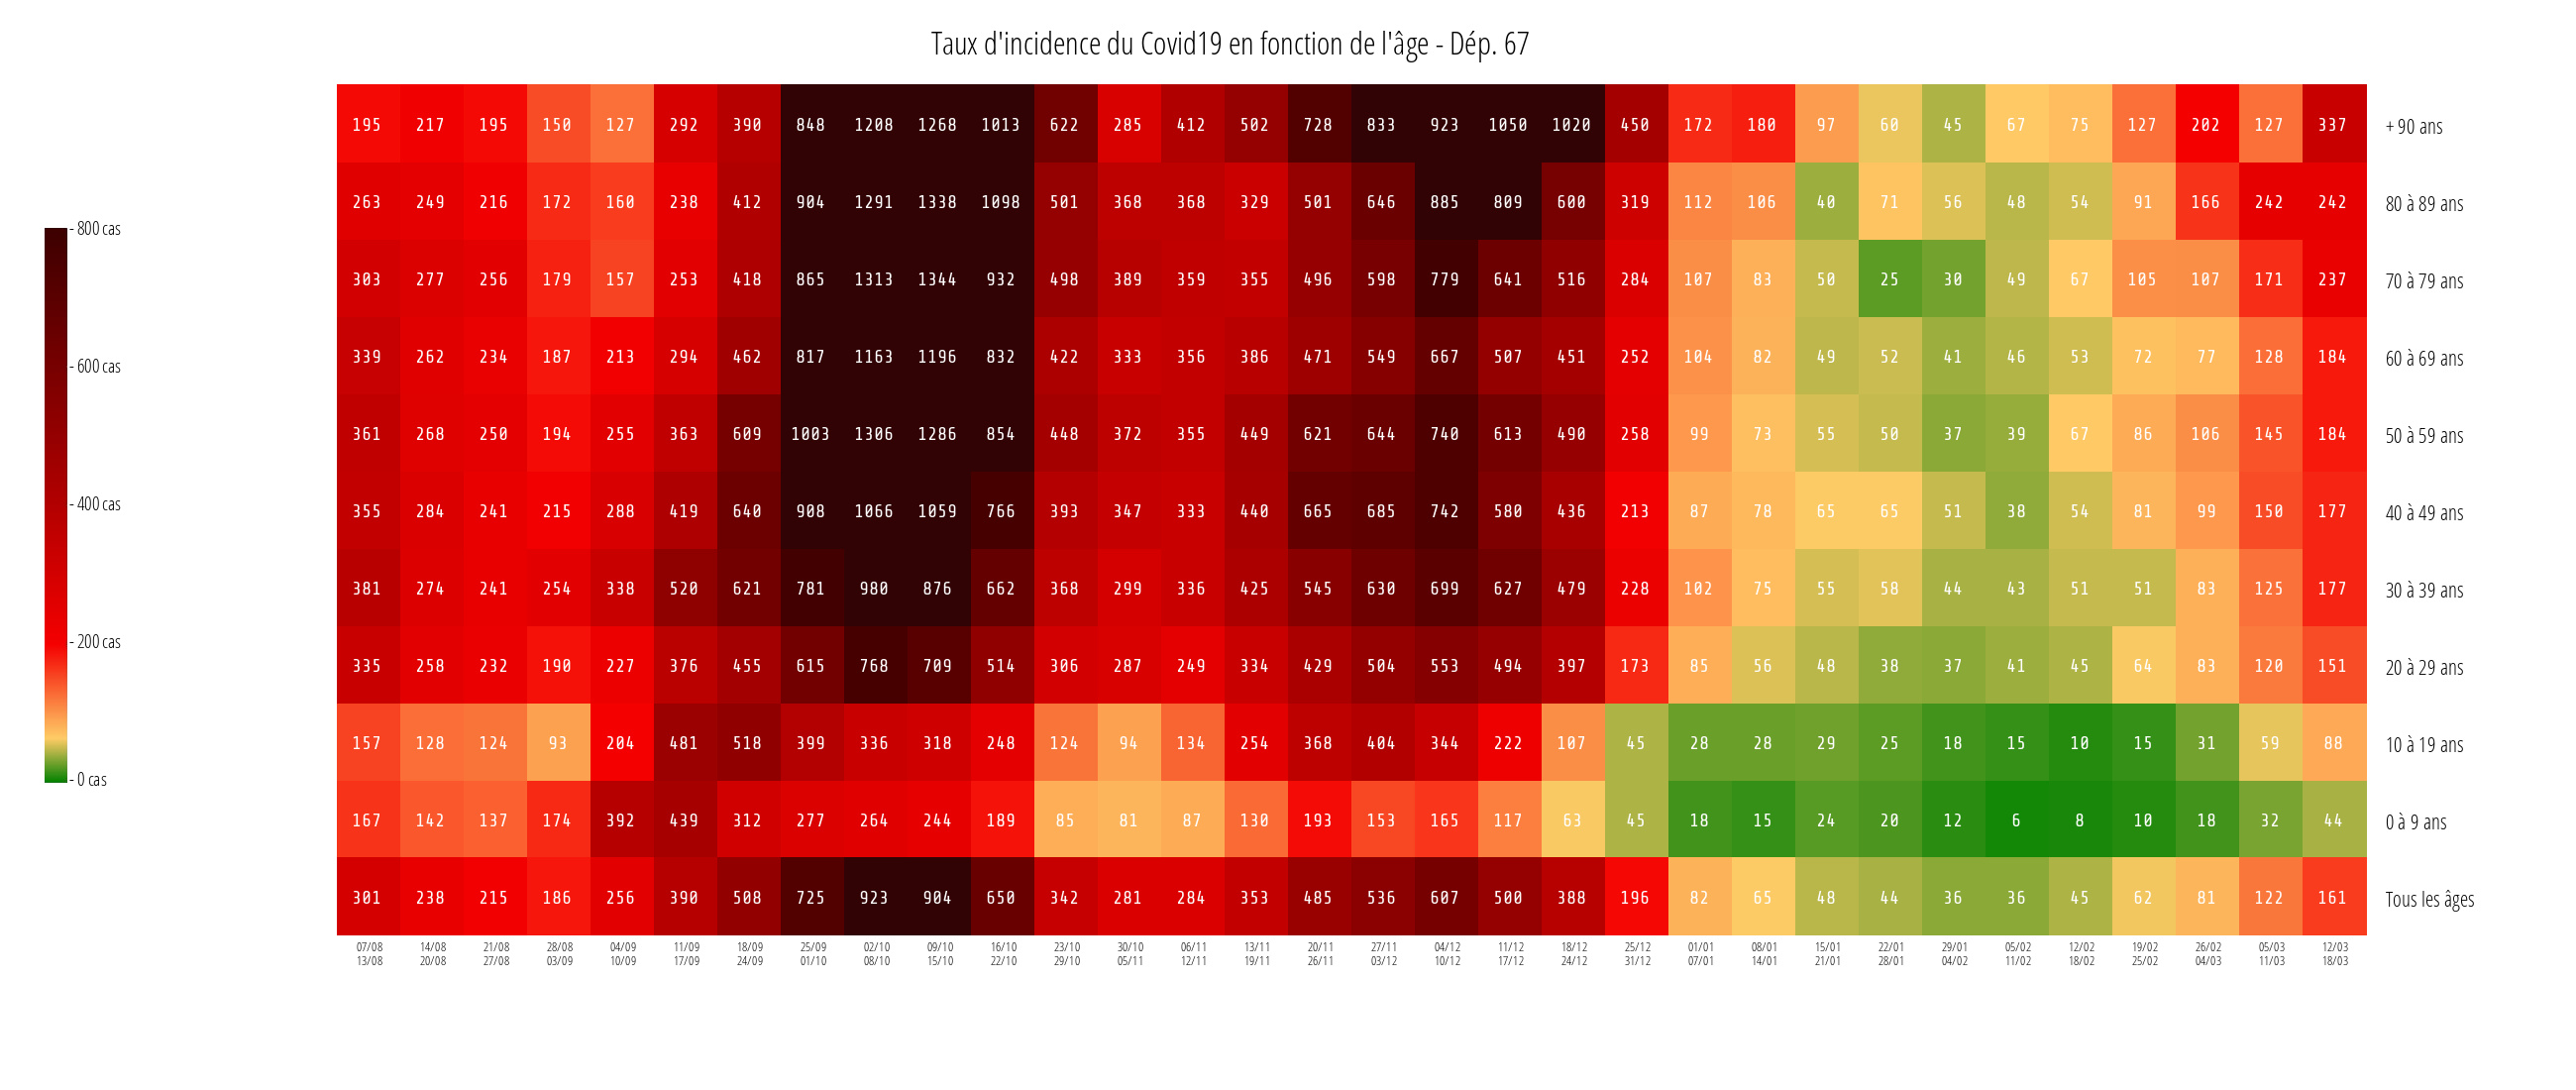 Taux d'incidence du Covid19 en fonction de l'âge - Dép. 67
- 800 cas
- 600 cas
- 400 cas
- 200 cas
- 0 cas
195 217 195 150 127 292 390 848 1208 1268 1013 622 285 412 502 728 833 923 1050 1020 450 172 180 97 60 45 67 75 127 202 127 337 + 90 ans
263 249 216 172 160 238 412 904 1291 1338 1098 501 368 368 329 501 646 885 809 600 319 112 106 40 71 56 48 54 91 166 242 242 80 à 89 ans
303 277 256 179 157 253 418 865 1313 1344 932 498 389 359 355 496 598 779 641 516 284 107 83 50 25 30 49 67 105 107 171 237 70 à 79 ans
339 262 234 187 213 294 462 817 1163 1196 832 422 333 356 386 471 549 667 507 451 252 104 82 49 52 41 46 53 72 77 128 184 60 à 69 ans
361 268 250 194 255 363 609 1003 1306 1286 854 448 372 355 449 621 644 740 613 490 258 99 73 55 50 37 39 67 86 106 145 184 50 à 59 ans
355 284 241 215 288 419 640 908 1066 1059 766 393 347 333 440 665 685 742 580 436 213 87 78 65 65 51 38 54 81 99 150 177 40 à 49 ans
381 274 241 254 338 520 621 781 980 876 662 368 299 336 425 545 630 699 627 479 228 102 75 55 58 44 43 51 51 83 125 177 30 à 39 ans
335 258 232 190 227 376 455 615 768 709 514 306 287 249 334 429 504 553 494 397 173 85 56 48 38 37 41 45 64 83 120 151 20 à 29 ans
157 128 124 93 204 481 518 399 336 318 248 124 94 134 254 368 404 344 222 107 45 28 28 29 25 18 15 10 15 31 59 88 10 à 19 ans
167 142 137 174 392 439 312 277 264 244 189 85 81 87 130 193 153 165 117 63 45 18 15 24 20 12 6 8 10 18 32 44 0 à 9 ans
301 238 215 186 256 390 508 725 923 904 650 342 281 284 353 485 536 607 500 388 196 82 65 48 44 36 36 45 62 81 122 161 Tous les âges
07/08 14/08 21/08 28/08 04/09 11/09 18/09 25/09 02/10 09/10 16/10 23/10 30/10 06/11 13/11 20/11 27/11 04/12 11/12 18/12 25/12 01/01 08/01 15/01 22/01 29/01 05/02 12/02 19/02 26/02 05/03 12/03
13/08 20/08 27/08 03/09 10/09 17/09 24/09 01/10 08/10 15/10 22/10 29/10 05/11 12/11 19/11 26/11 03/12 10/12 17/12 24/12 31/12 07/01 14/01 21/01 28/01 04/02 11/02 18/02 25/02 04/03 11/03 18/03